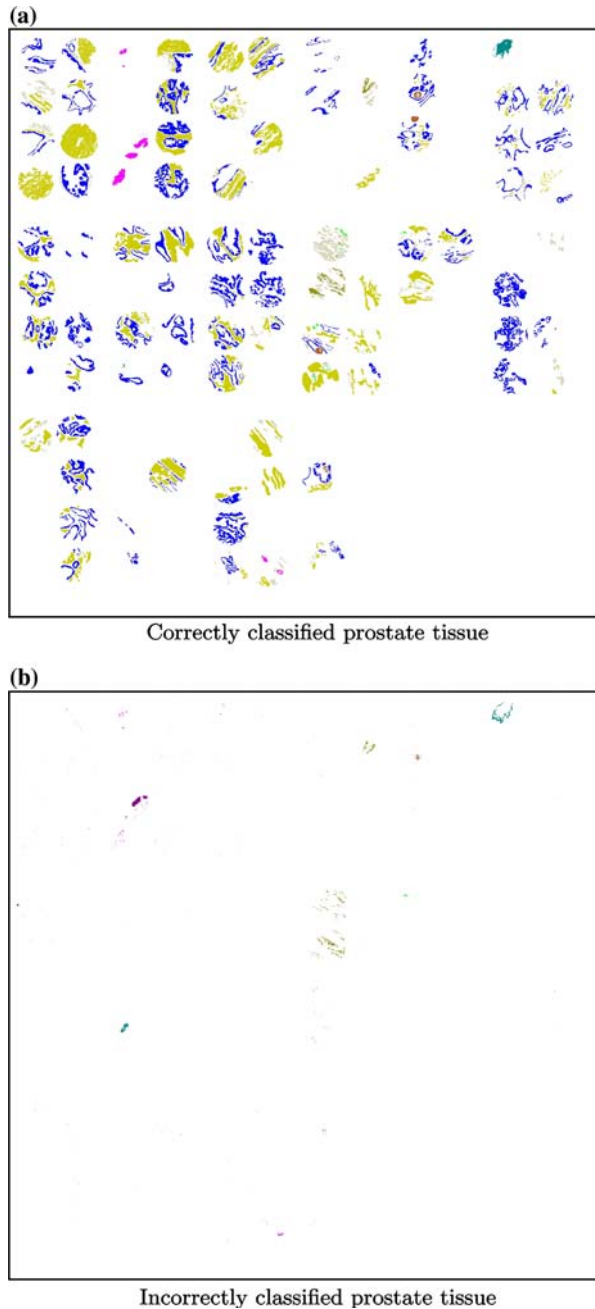 (a)
Correctly classified prostate tissue
(b)
Incorrectly classified prostate tissue